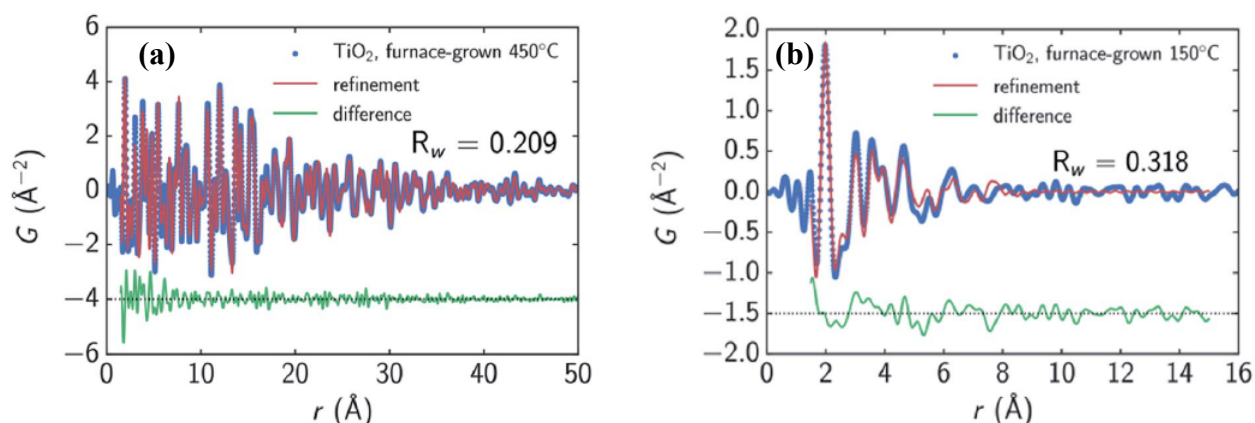 (a)
TiO₂, furnace-grown 450°C
refinement
difference
R_w = 0.209
G (Å⁻²)
6
4
2
0
−2
−4
−6
0 10 20 30 40 50
r (Å)
(b)
TiO₂, furnace-grown 150°C
refinement
difference
R_w = 0.318
G (Å⁻²)
2.0
1.5
1.0
0.5
0.0
−0.5
−1.0
−1.5
−2.0
0 2 4 6 8 10 12 14 16
r (Å)